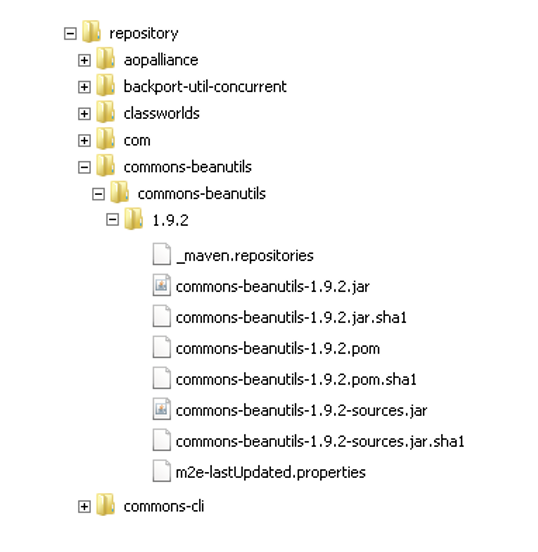 repository
aopalliance
backport-util-concurrent
classworlds
com
commons-beanutils
commons-beanutils
1.9.2
_maven.repositories
commons-beanutils-1.9.2.jar
commons-beanutils-1.9.2.jar.sha1
commons-beanutils-1.9.2.pom
commons-beanutils-1.9.2.pom.sha1
commons-beanutils-1.9.2-sources.jar
commons-beanutils-1.9.2-sources.jar.sha1
m2e-lastUpdated.properties
commons-cli